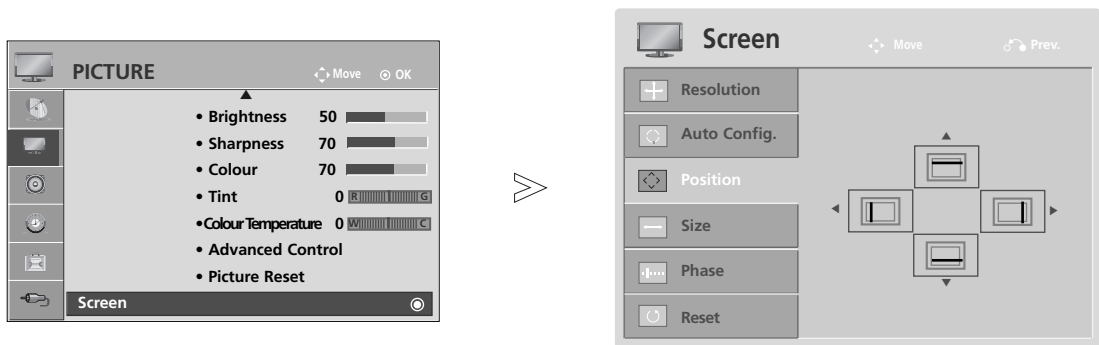 PICTURE
Move OK
• Brightness 50
• Sharpness 70
• Colour 70
• Tint 0 R G
• Colour Temperature 0 W C
• Advanced Control
• Picture Reset
Screen
Screen
Move Prev.
Resolution
Auto Config.
Position
Size
Phase
Reset